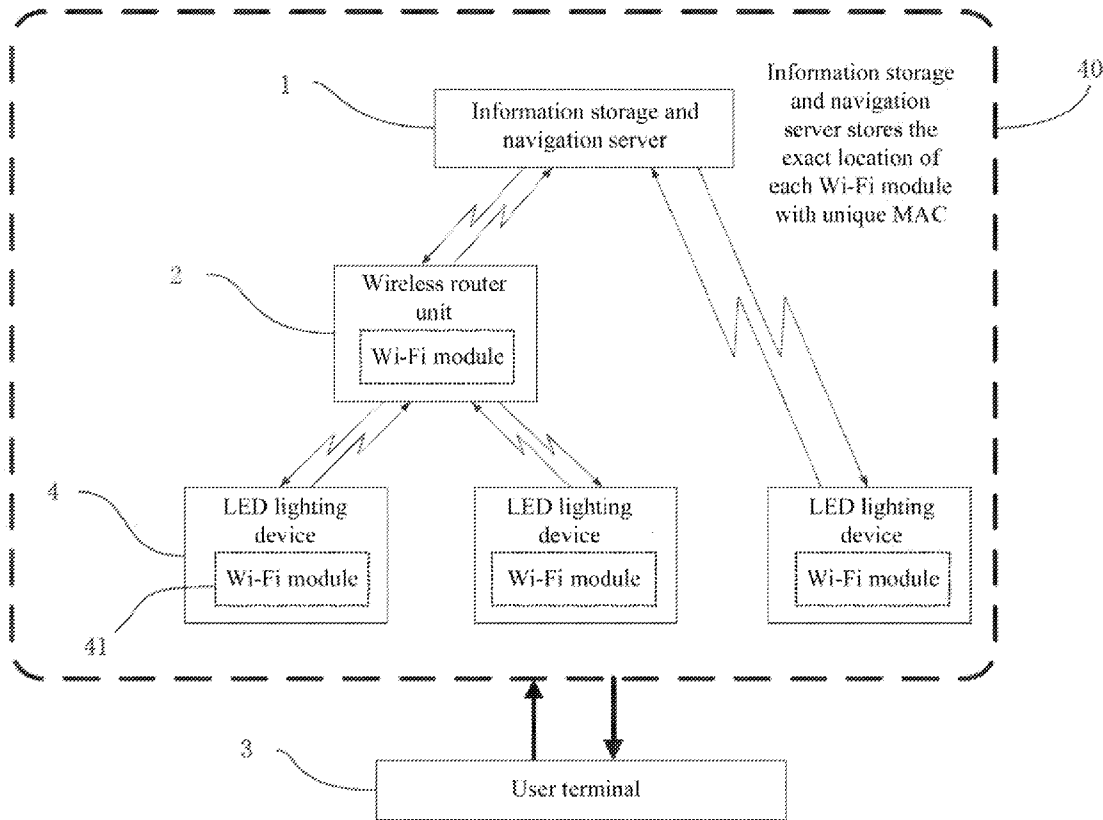 1
Information storage and
navigation server
Information storage
and navigation
server stores the
exact location of
each Wi-Fi module
with unique MAC
40
2
Wireless router
unit
Wi-Fi module
4
LED lighting
device
Wi-Fi module
41
LED lighting
device
Wi-Fi module
LED lighting
device
Wi-Fi module
3
User terminal